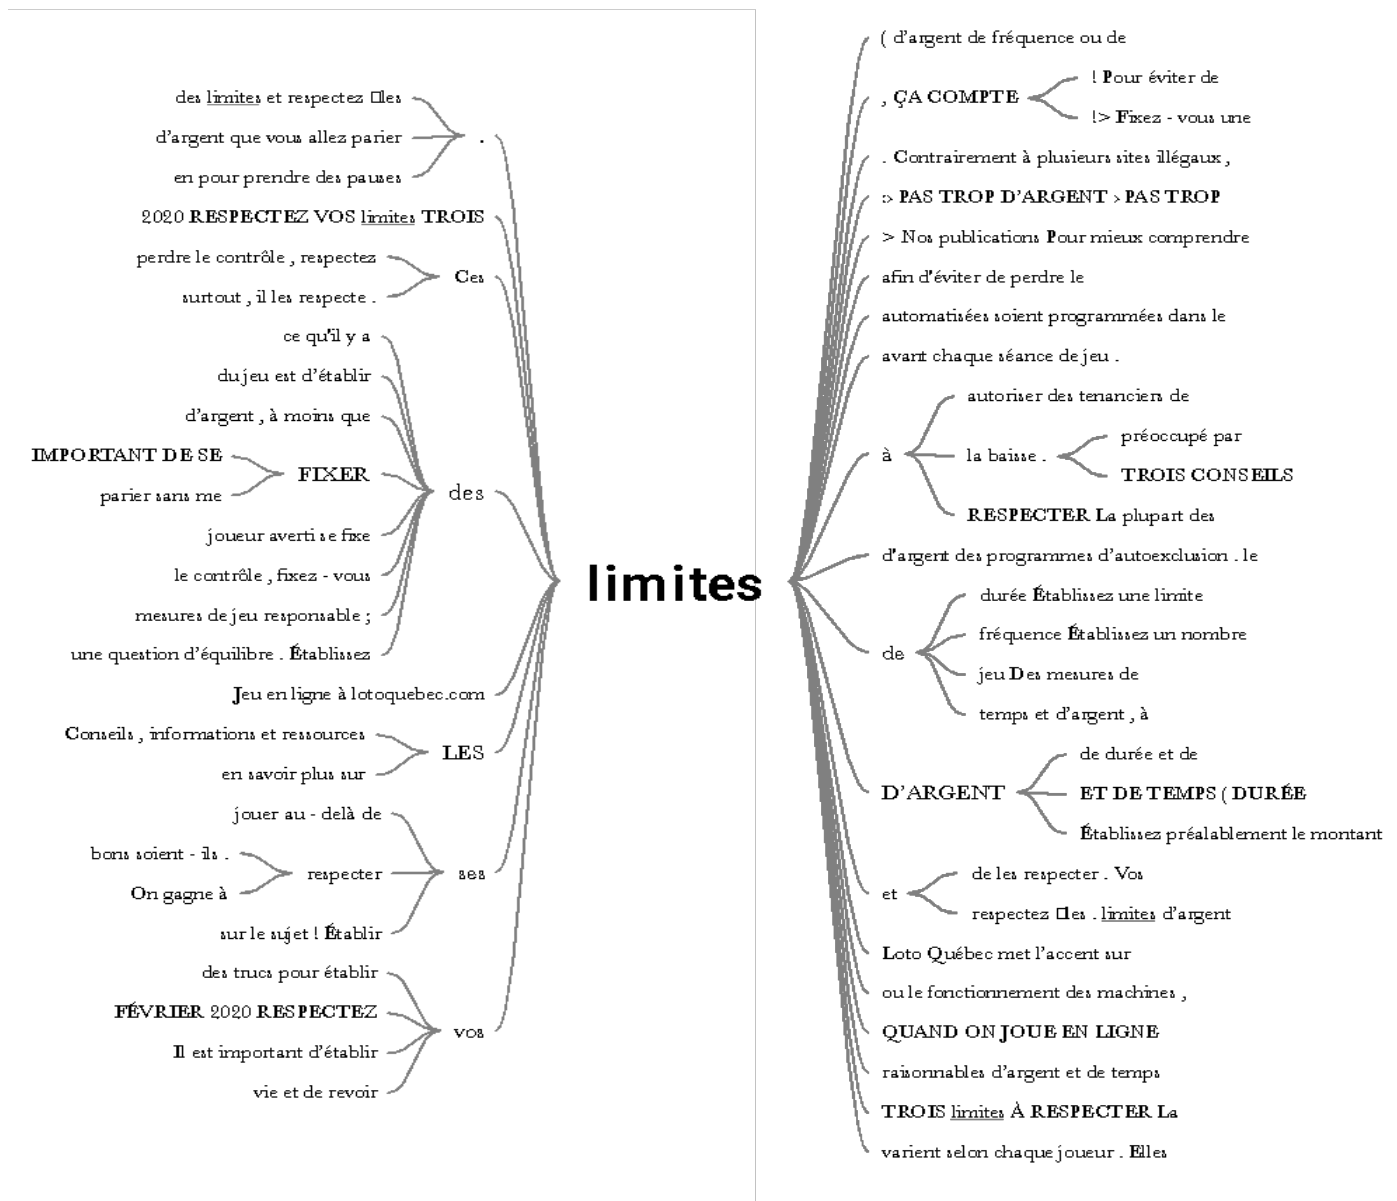 des limites et respectez □les
d'argent que vous allez parier
en pour prendre des pauses
.
2020 RESPECTEZ VOS limites TROIS
perdre le contrôle , respectez
surtout , il les respecte .
Ces
ce qu'il y a
du jeu est d'établir
d'argent , à moins que
IMPORTANT DE SE
parier sans me
FIXER
joueur averti se fixe
le contrôle , fixez - vous
mesures de jeu responsable ;
une question d'équilibre . Établissez
des
Jeu en ligne à lotoquebec.com
Conseils , informations et ressources
en savoir plus sur
LES
jouer au - delà de
bons soient - ils .
On gagne à
respecter
sur le sujet ! Établir
ses
des trucs pour établir
FÉVRIER 2020 RESPECTEZ
Il est important d'établir
vie et de revoir
vos
limites
( d'argent de fréquence ou de
, ÇA COMPTE
! Pour éviter de
!> Fixez - vous une
. Contrairement à plusieurs sites illégaux ,
:> PAS TROP D'ARGENT > PAS TROP
> Nos publications Pour mieux comprendre
afin d'éviter de perdre le
automatisées soient programmées dans le
avant chaque séance de jeu .
à
autoriser des tenanciers de
la baisse .
préoccupé par
TROIS CONSEILS
RESPECTER La plupart des
d'argent des programmes d'autoexclusion . le
de
durée Établissez une limite
fréquence Établissez un nombre
jeu Des mesures de
temps et d'argent , à
D'ARGENT
de durée et de
ET DE TEMPS ( DURÉE
Établissez préalablement le montant
et
de les respecter . Vos
respectez □les . limites d'argent
Loto Québec met l'accent sur
ou le fonctionnement des machines ,
QUAND ON JOUE EN LIGNE
raisonnables d'argent et de temps
TROIS limites À RESPECTER La
varient selon chaque joueur . Elles